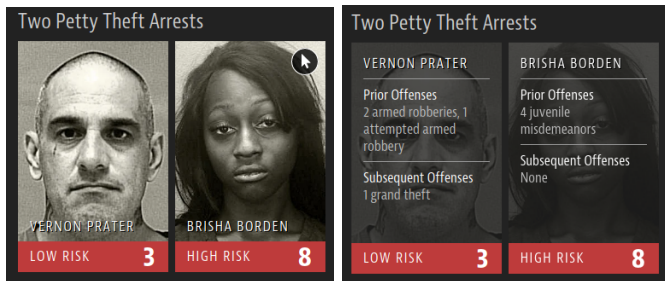 Two Petty Theft Arrests
VERNON PRATER
LOW RISK 3
BRISHA BORDEN
HIGH RISK 8
Two Petty Theft Arrests
VERNON PRATER
Prior Offenses
2 armed robberies, 1
attempted armed
robbery
Subsequent Offenses
1 grand theft
LOW RISK 3
BRISHA BORDEN
Prior Offenses
4 juvenile
misdemeanors
Subsequent Offenses
None
HIGH RISK 8